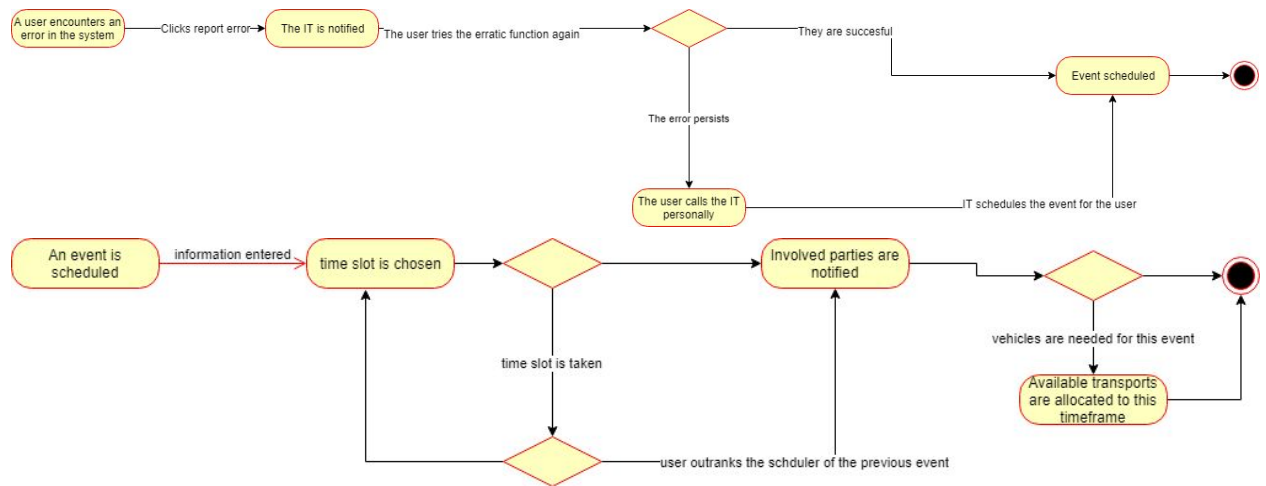 A user encounters an
error in the system
Clicks report error
The IT is notified
The user tries the erratic function again
They are succesful
Event scheduled
The error persists
The user calls the IT
personally
IT schedules the event for the user
An event is
scheduled
information entered
time slot is chosen
Involved parties are
notified
time slot is taken
vehicles are needed for this event
Available transports
are allocated to this
timeframe
user outranks the schduler of the previous event